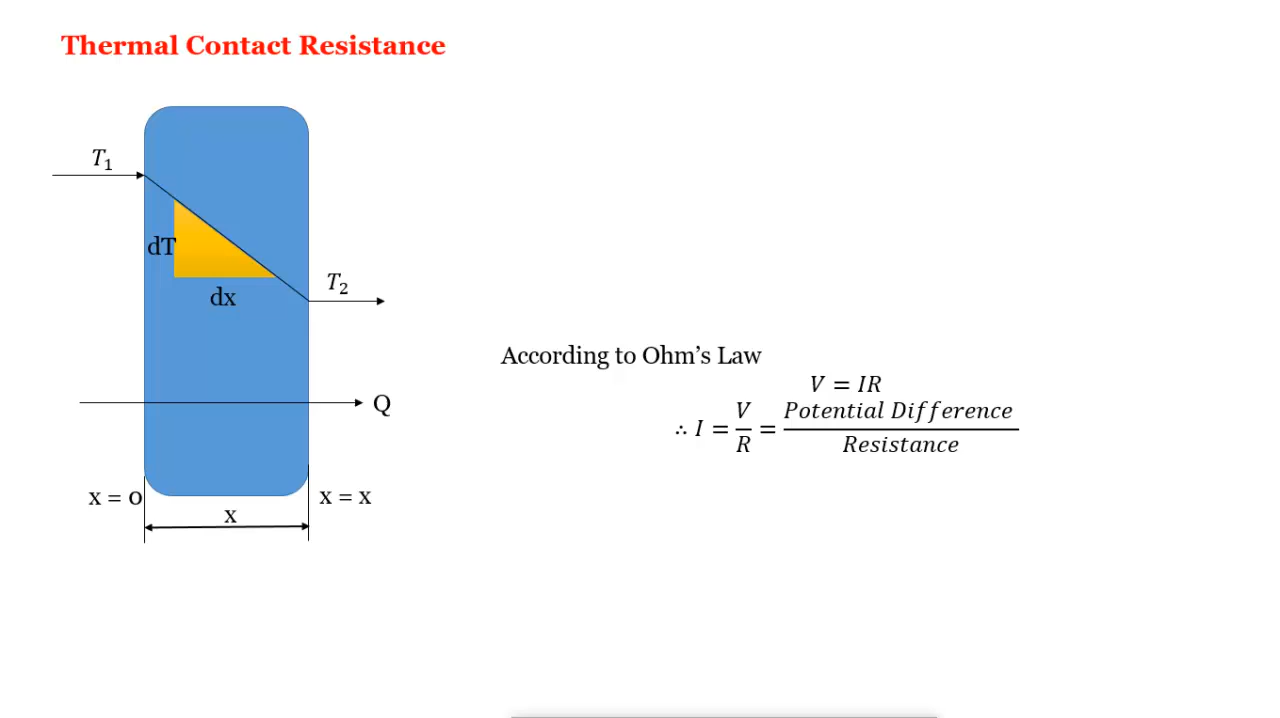 Thermal Contact Resistance
T₁
dT
T₂
dx
According to Ohm's Law
V = IR
∴ I = V/R = Potential Difference/Resistance
Q
x = 0
x = x
x